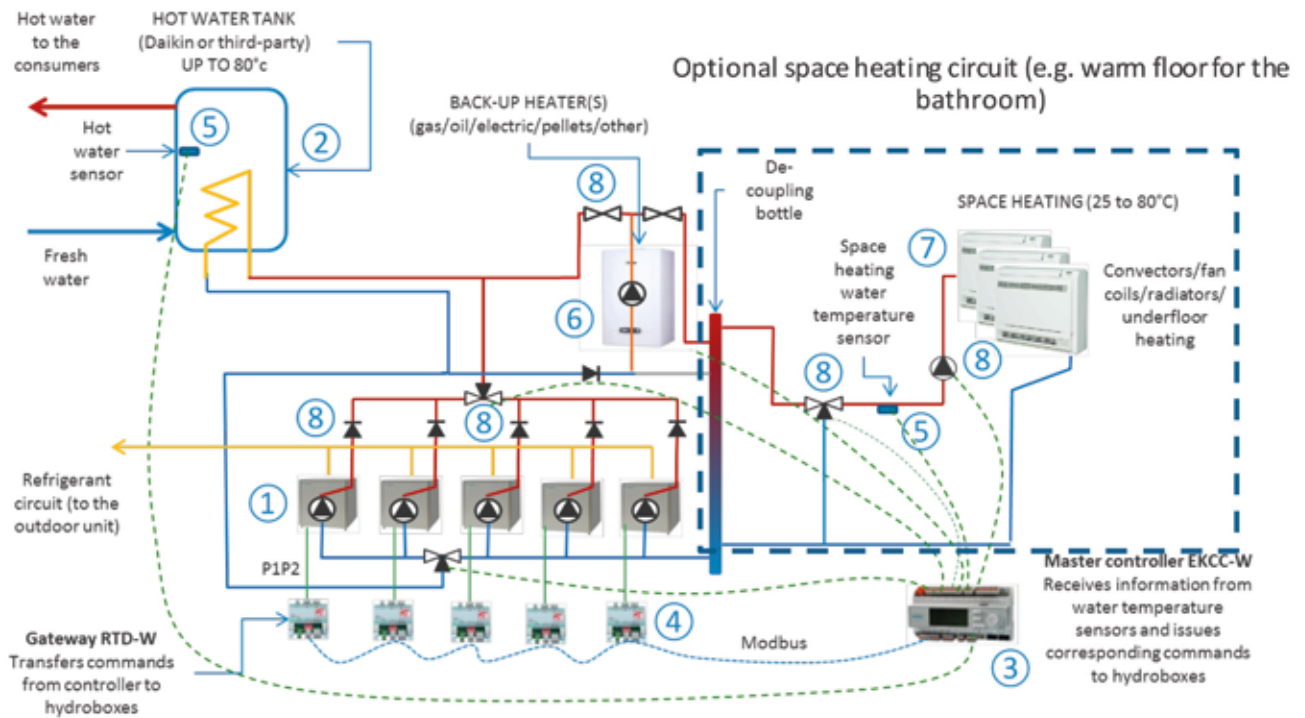 Hot water
to the
consumers
HOT WATER TANK
(Daikin or third-party)
UP TO 80°c
Hot
water
sensor
5
2
Fresh
water
BACK-UP HEATER(S)
(gas/oil/electric/pellets/other)
8
6
Optional space heating circuit (e.g. warm floor for the
bathroom)
De-
coupling
bottle
SPACE HEATING (25 to 80°C)
7
Space
heating
water
temperature
sensor
Convectors/fan
coils/radiators/
underfloor
heating
8
8
5
8
8
Refrigerant
circuit (to the
outdoor unit)
1
P1P2
Gateway RTD-W
Transfers commands
from controller to
hydroboxes
4
Modbus
3
Master controller EKCC-W
Receives information from
water temperature
sensors and issues
corresponding commands
to hydroboxes